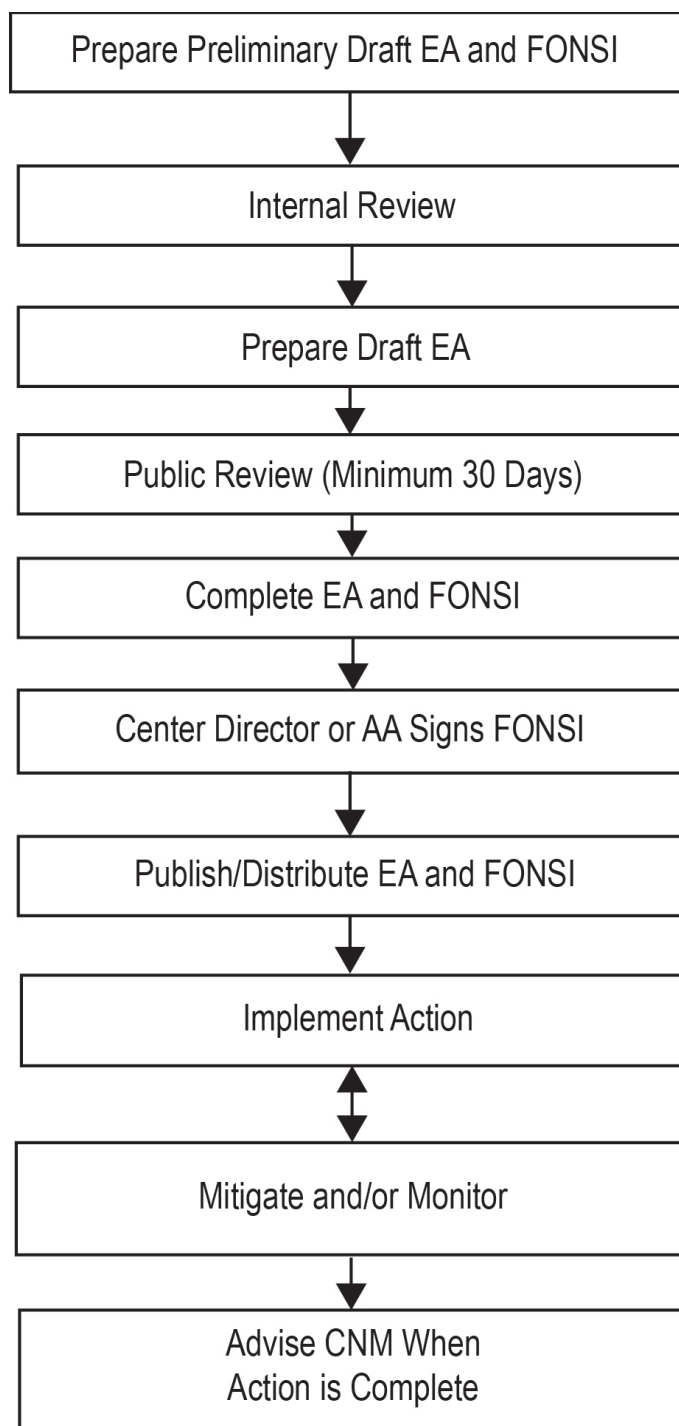 Prepare Preliminary Draft EA and FONSI
Internal Review
Prepare Draft EA
Public Review (Minimum 30 Days)
Complete EA and FONSI
Center Director or AA Signs FONSI
Publish/Distribute EA and FONSI
Implement Action
Mitigate and/or Monitor
Advise CNM When
Action is Complete